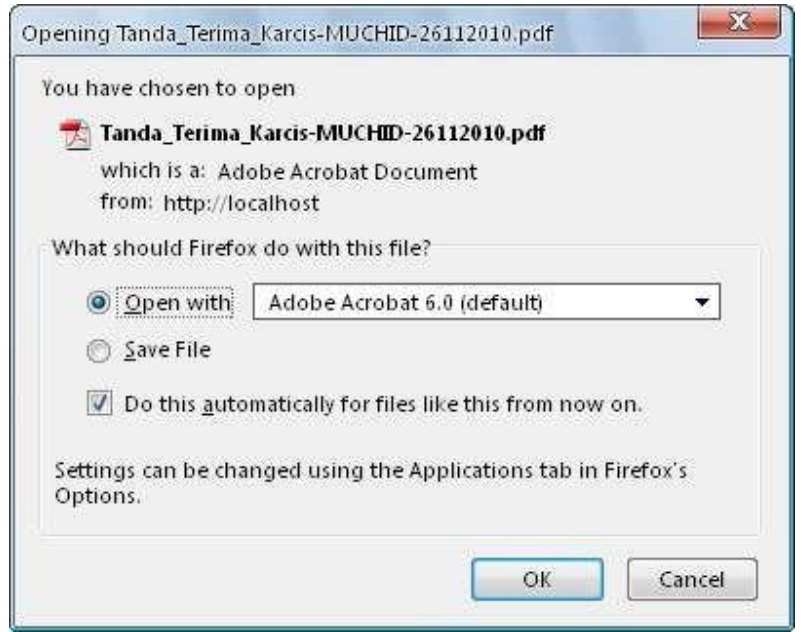 Opening Tanda_Terima_Karcis-MUCHID-26112010.pdf
You have chosen to open
Tanda_Terima_Karcis-MUCHID-26112010.pdf
which is a: Adobe Acrobat Document
from: http://localhost
What should Firefox do with this file?
Open with Adobe Acrobat 6.0 (default)
Save File
Do this automatically for files like this from now on.
Settings can be changed using the Applications tab in Firefox's
Options.
OK Cancel